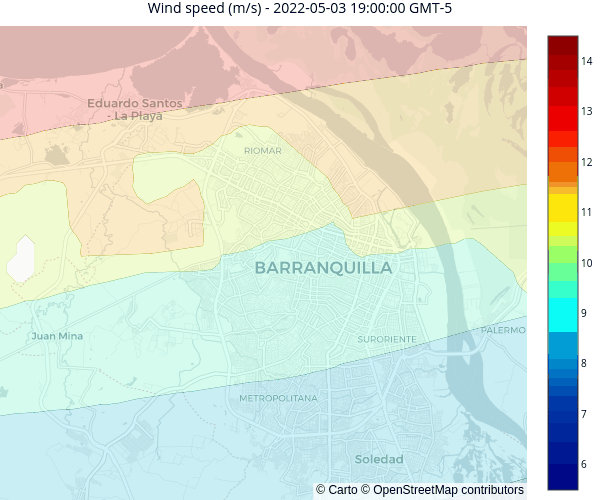 Wind speed (m/s) - 2022-05-03 19:00:00 GMT-5
14
13
12
11
10
9
8
7
6
Eduardo Santos
- La Playa
RIOMAR
BARRANQUILLA
Juan Mina
SURORIENTE
PALERMO
METROPOLITANA
Soledad
© Carto © OpenStreetMap contributors